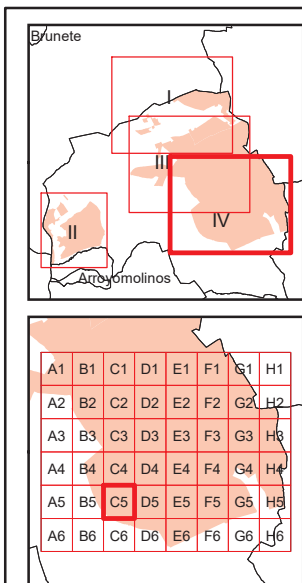 Brunete
I
III
IV
II
Arroyomolinos
A1 B1 C1 D1 E1 F1 G1 H1
A2 B2 C2 D2 E2 F2 G2 H2
A3 B3 C3 D3 E3 F3 G3 H3
A4 B4 C4 D4 E4 F4 G4 H4
A5 B5 C5 D5 E5 F5 G5 H5
A6 B6 C6 D6 E6 F6 G6 H6